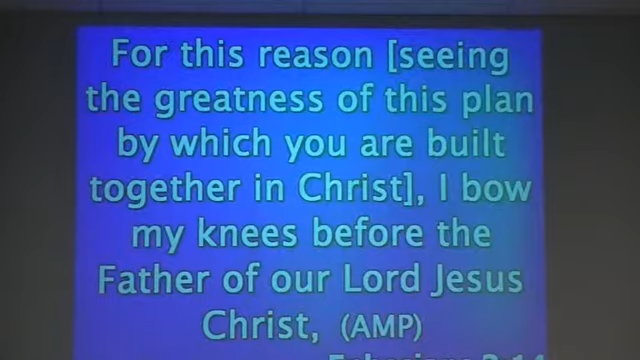 For this reason [seeing
the greatness of this plan
by which you are built
together in Christ], I bow
my knees before the
Father of our Lord Jesus
Christ, (AMP)